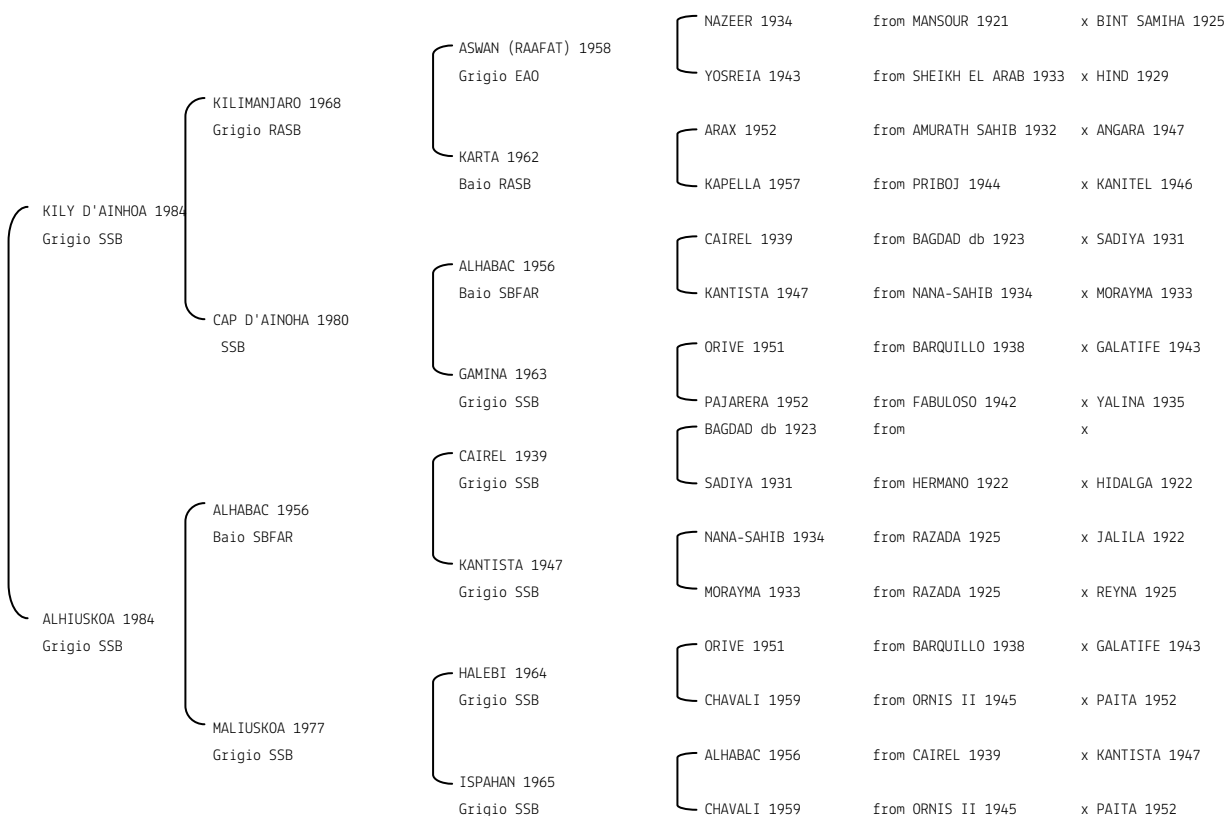 NAZEER 1934 from MANSOUR 1921 x BINT SAMIHA 1925
ASWAN (RAAFAT) 1958
Grigio EAO
YOSREIA 1943 from SHEIKH EL ARAB 1933 x HIND 1929
KILIMANJARO 1968
Grigio RASB
ARAX 1952 from AMURATH SAHIB 1932 x ANGARA 1947
KARTA 1962
Baio RASB
KAPELLA 1957 from PRIBOJ 1944 x KANITEL 1946
KILY D'AINHOA 1984
Grigio SSB
CAIREL 1939 from BAGDAD db 1923 x SADIYA 1931
ALHABAC 1956
Baio SBFAR
KANTISTA 1947 from NANA-SAHIB 1934 x MORAYMA 1933
CAP D'AINOHA 1980
SSB
ORIVE 1951 from BARQUILLO 1938 x GALATIFE 1943
GAMINA 1963
Grigio SSB
PAJARERA 1952 from FABULOSO 1942 x YALINA 1935
BAGDAD db 1923 from x
CAIREL 1939
Grigio SSB
SADIYA 1931 from HERMANO 1922 x HIDALGA 1922
ALHABAC 1956
Baio SBFAR
NANA-SAHIB 1934 from RAZADA 1925 x JALILA 1922
KANTISTA 1947
Grigio SSB
MORAYMA 1933 from RAZADA 1925 x REYNA 1925
ALHIUSKOA 1984
Grigio SSB
ORIVE 1951 from BARQUILLO 1938 x GALATIFE 1943
HALEBI 1964
Grigio SSB
CHAVALI 1959 from ORNIS II 1945 x PAITA 1952
MALIUSKOA 1977
Grigio SSB
ALHABAC 1956 from CAIREL 1939 x KANTISTA 1947
ISPAHAN 1965
Grigio SSB
CHAVALI 1959 from ORNIS II 1945 x PAITA 1952